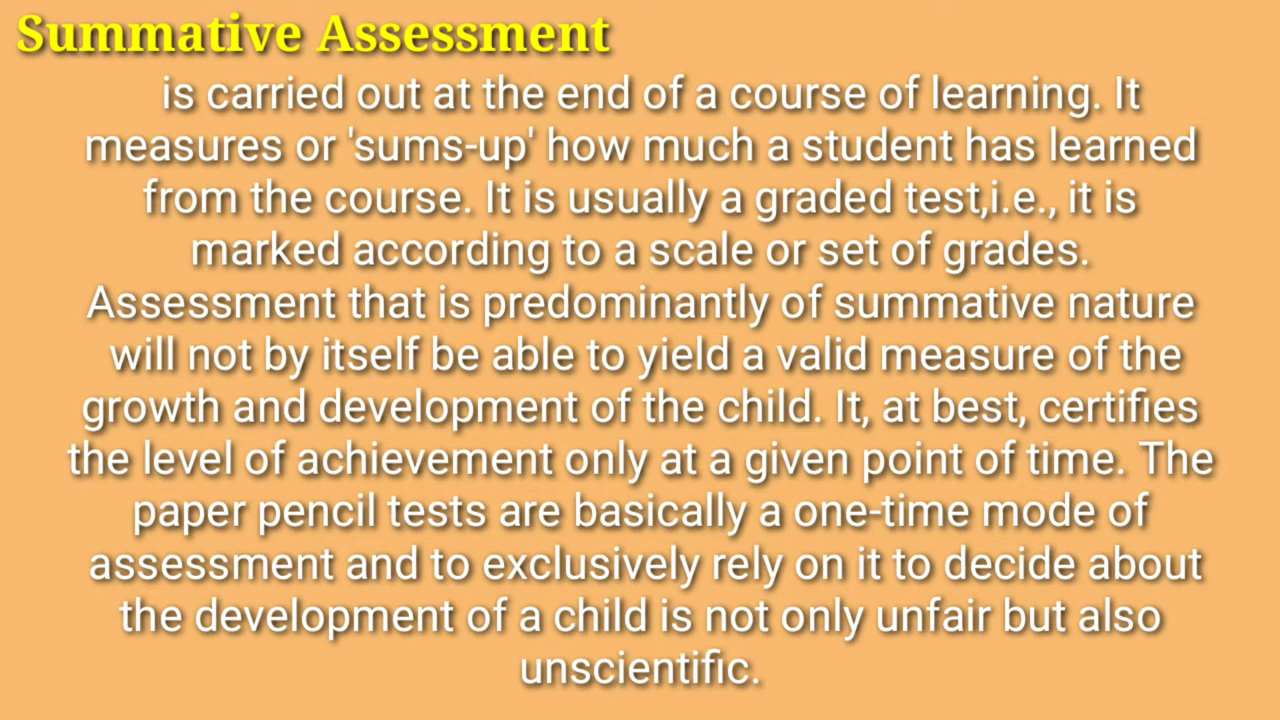 Summative Assessment
is carried out at the end of a course of learning. It
measures or 'sums-up' how much a student has learned
from the course. It is usually a graded test,i.e., it is
marked according to a scale or set of grades.
Assessment that is predominantly of summative nature
will not by itself be able to yield a valid measure of the
growth and development of the child. It, at best, certifies
the level of achievement only at a given point of time. The
paper pencil tests are basically a one-time mode of
assessment and to exclusively rely on it to decide about
the development of a child is not only unfair but also
unscientific.